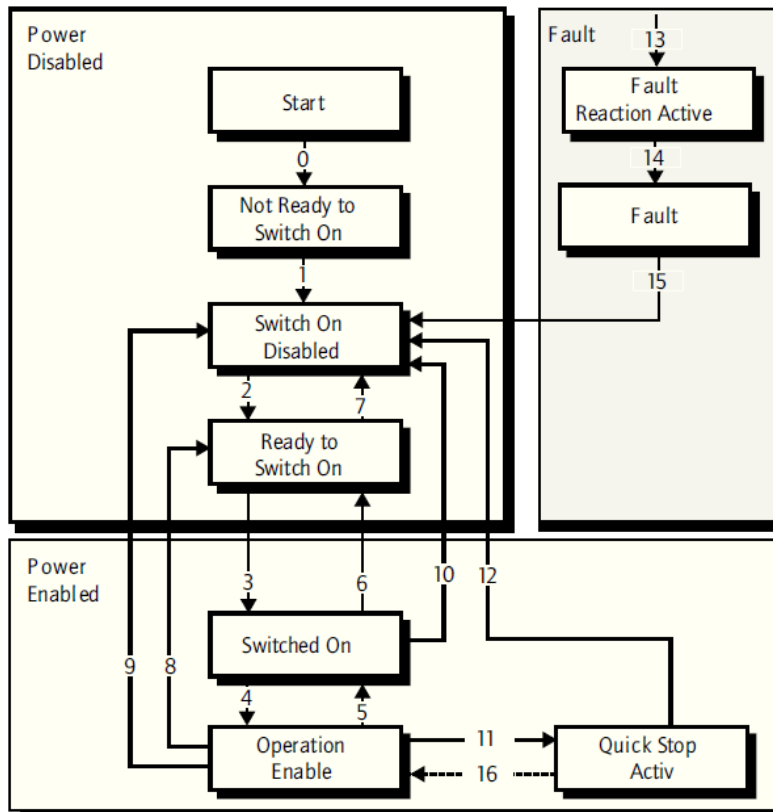 Power
Disabled
Start
0
Not Ready to
Switch On
1
Switch On
Disabled
2
7
Ready to
Switch On
Fault
13
Fault
Reaction Active
14
Fault
15
Power
Enabled
3
6
10
12
9
8
Switched On
4
5
Operation
Enable
11
16
Quick Stop
Activ